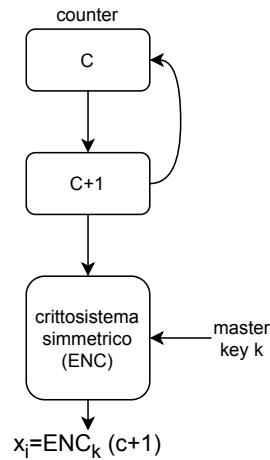 counter
C
C+1
crittosistema
simmetrico
(ENC)
master
key k
xᵢ=ENCₖ (c+1)